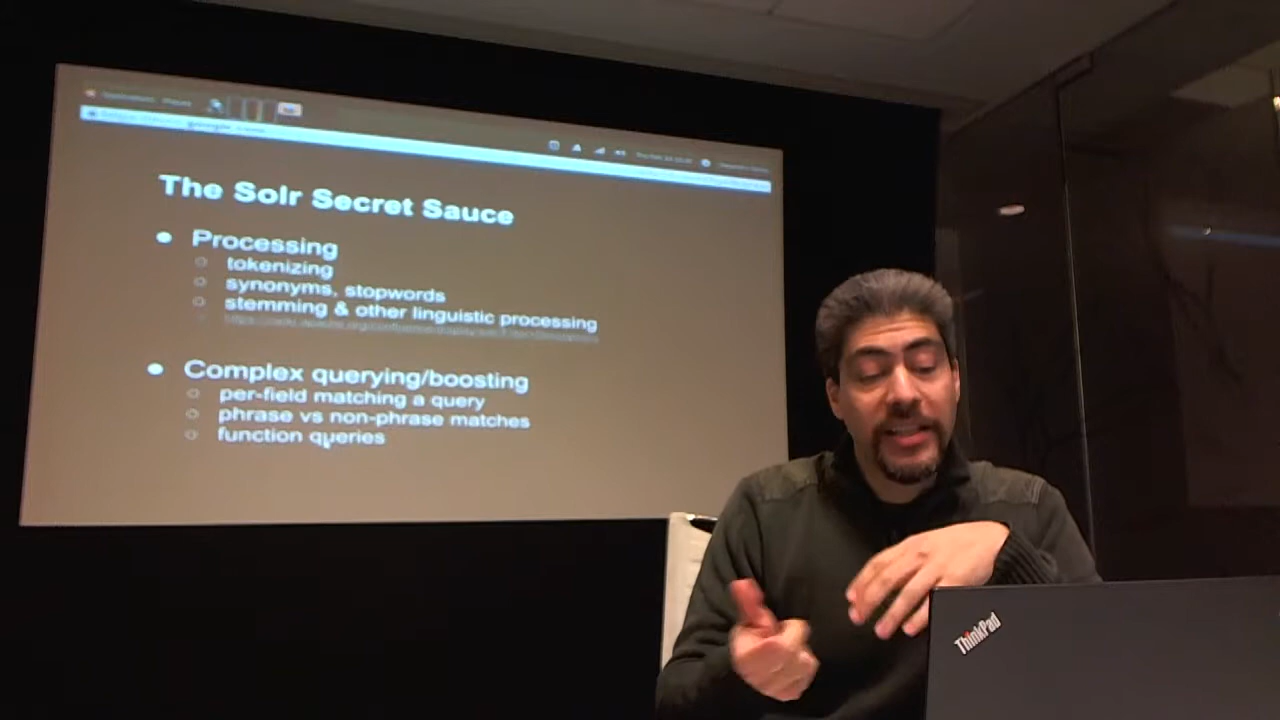 The Solr Secret Sauce
● Processing
○ tokenizing
○ synonyms, stopwords
○ stemming & other linguistic processing
● Complex querying/boosting
○ per-field matching a query
○ phrase vs non-phrase matches
○ function queries
ThinkPad